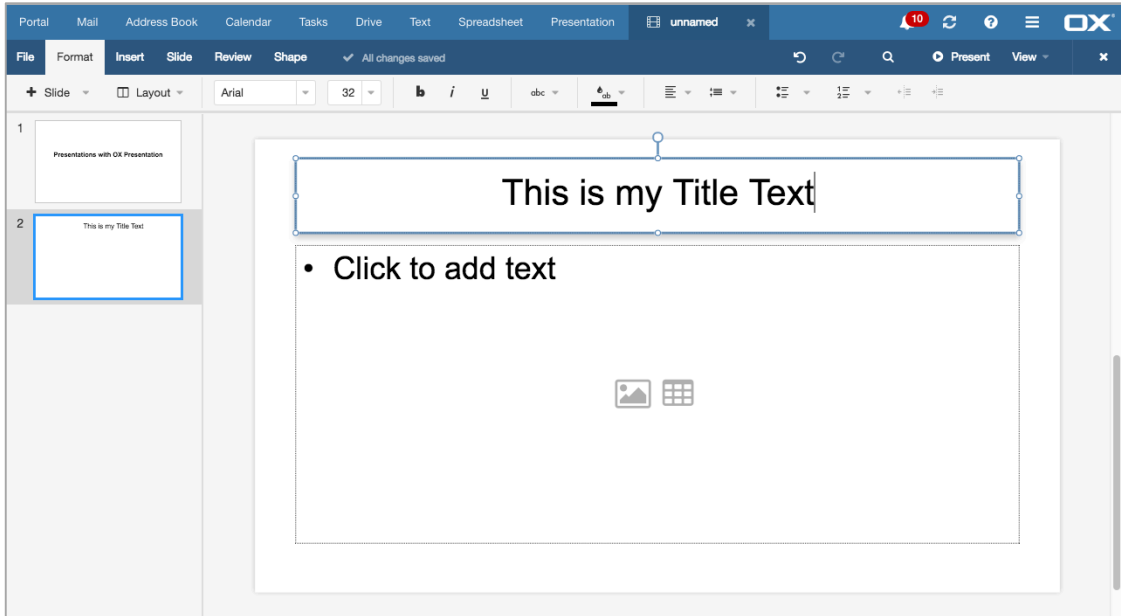 Portal Mail Address Book Calendar Tasks Drive Text Spreadsheet Presentation unnamed 10 OX
File Format Insert Slide Review Shape All changes saved Present View
Slide Layout Arial 32 b i u abc ab
1
Presentations with OX Presentation
2
This is my Title Text
This is my Title Text
• Click to add text